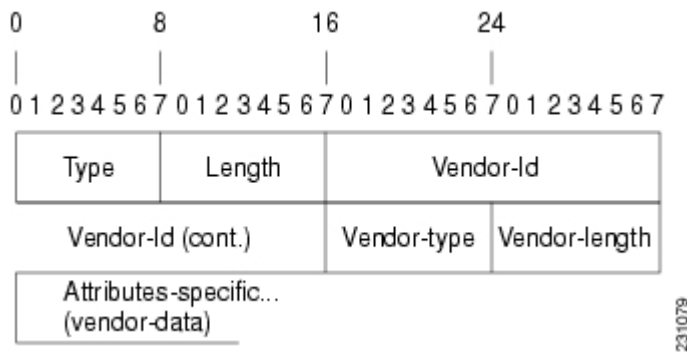 0 8 16 24
0 1 2 3 4 5 6 7 0 1 2 3 4 5 6 7 0 1 2 3 4 5 6 7 0 1 2 3 4 5 6 7
Type Length Vendor-Id
Vendor-Id (cont.) Vendor-type Vendor-length
Attributes-specific...
(vendor-data)
231079